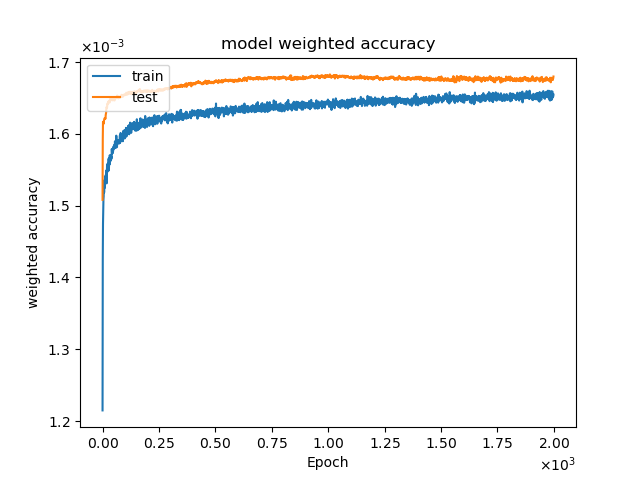 model weighted accuracy
×10⁻³
1.7
1.6
1.5
1.4
1.3
1.2
weighted accuracy
train
test
0.00 0.25 0.50 0.75 1.00 1.25 1.50 1.75 2.00
Epoch
×10³